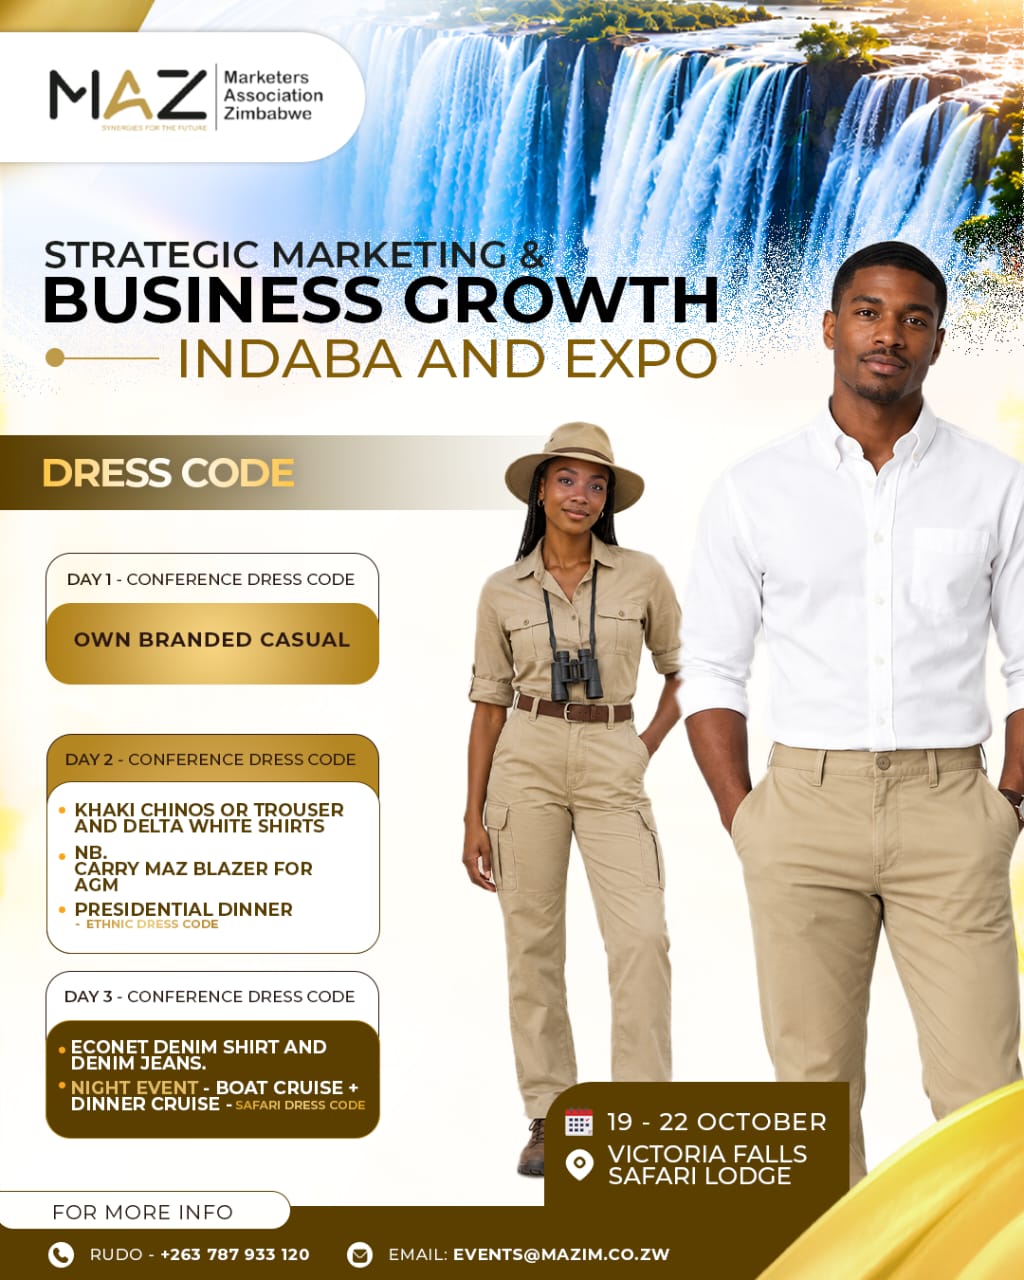 MAZ
SYNERGIES FOR THE FUTURE
Marketers
Association
Zimbabwe
STRATEGIC MARKETING &
BUSINESS GROWTH
INDABA AND EXPO
DRESS CODE
DAY 1 - CONFERENCE DRESS CODE
OWN BRANDED CASUAL
DAY 2 - CONFERENCE DRESS CODE
• KHAKI CHINOS OR TROUSER
AND DELTA WHITE SHIRTS
• NB.
CARRY MAZ BLAZER FOR
AGM
• PRESIDENTIAL DINNER
- ETHNIC DRESS CODE
DAY 3 - CONFERENCE DRESS CODE
• ECONET DENIM SHIRT AND
DENIM JEANS.
• NIGHT EVENT - BOAT CRUISE +
DINNER CRUISE - SAFARI DRESS CODE
19 - 22 OCTOBER
VICTORIA FALLS
SAFARI LODGE
FOR MORE INFO
RUDO - +263 787 933 120
EMAIL: EVENTS@MAZIM.CO.ZW